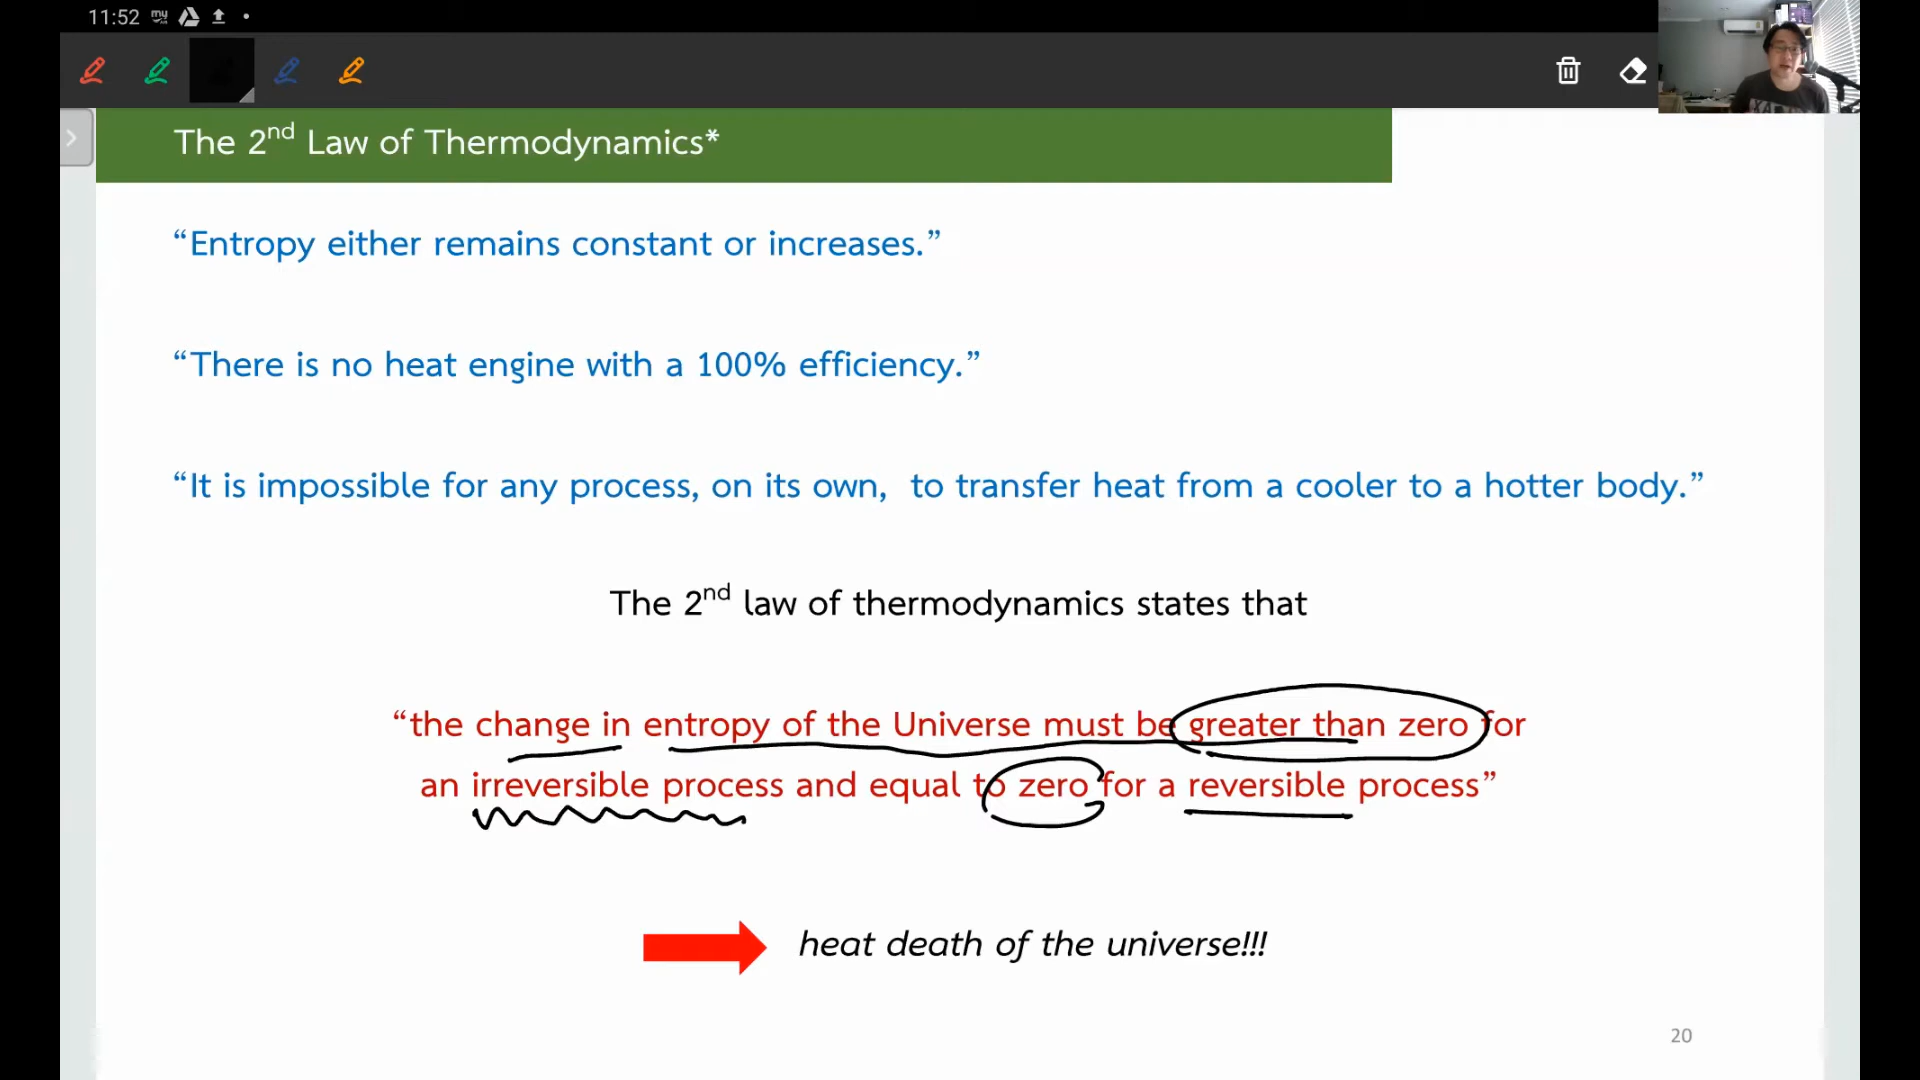 11:52
The 2nd Law of Thermodynamics*
“Entropy either remains constant or increases.”
“There is no heat engine with a 100% efficiency.”
“It is impossible for any process, on its own, to transfer heat from a cooler to a hotter body.”
The 2nd law of thermodynamics states that
“the change in entropy of the Universe must be greater than zero for
an irreversible process and equal to zero for a reversible process”
heat death of the universe!!!
20